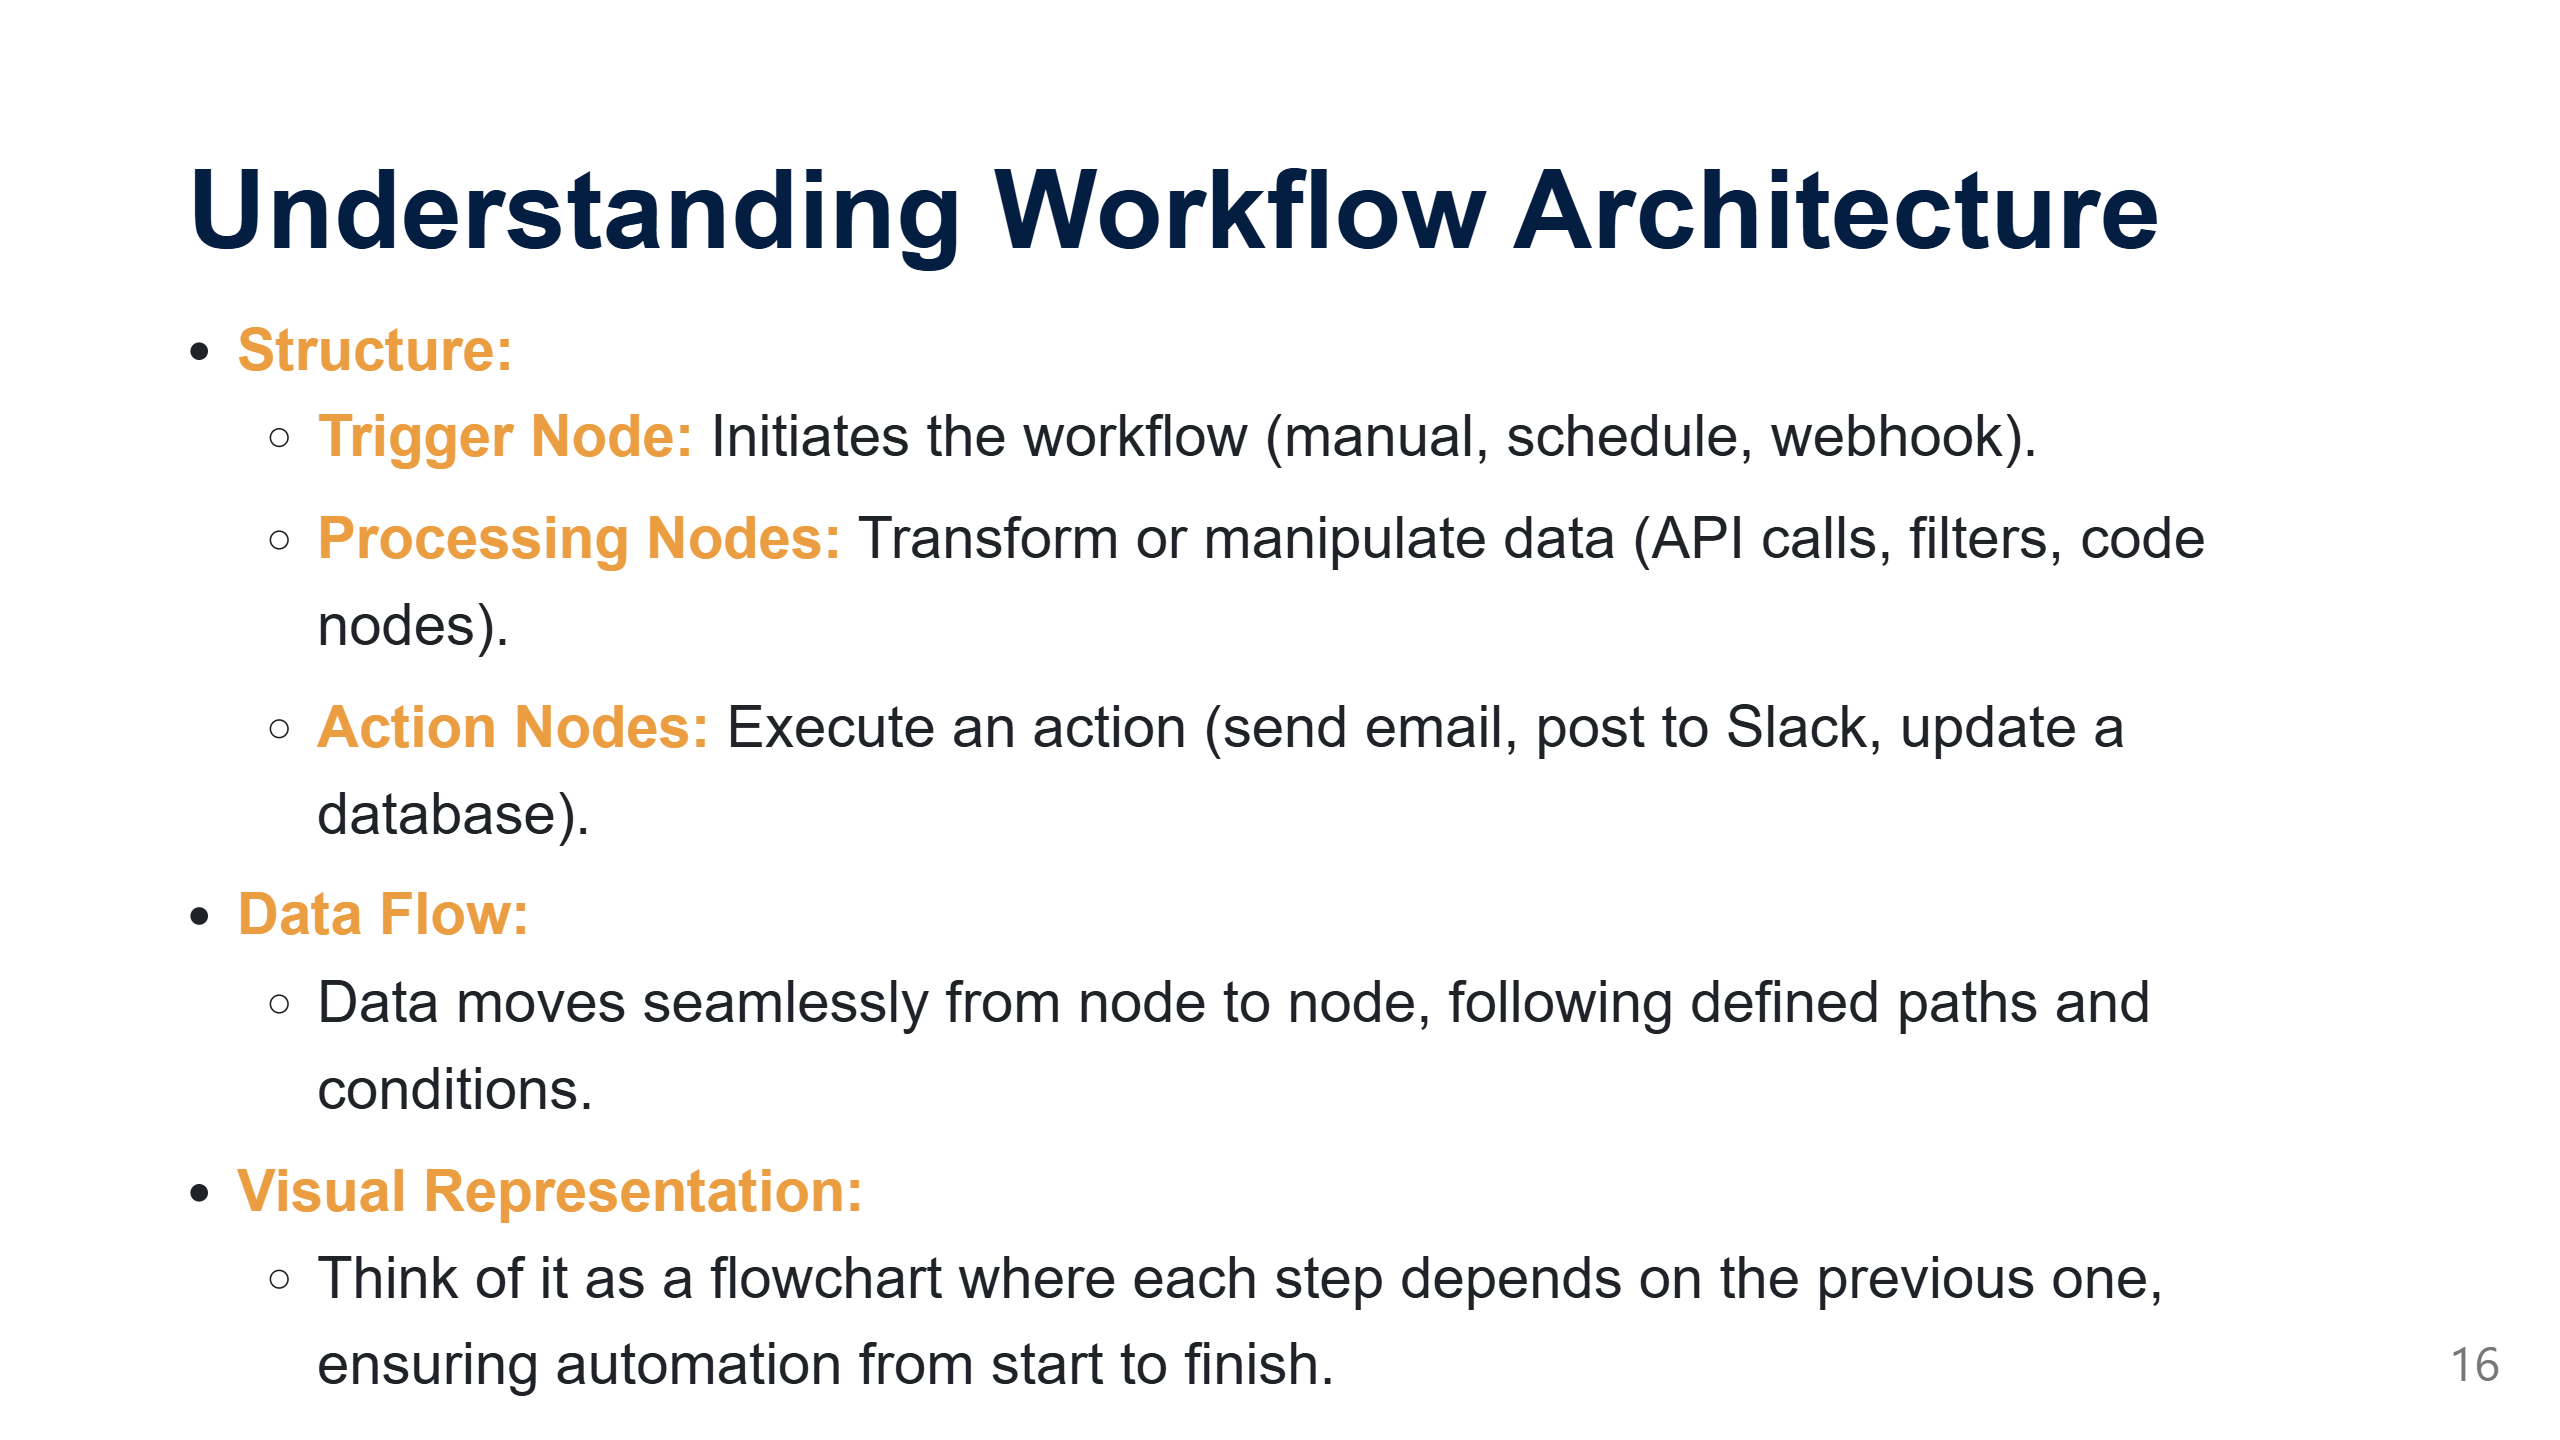 Understanding Workflow Architecture
• Structure:
○ Trigger Node: Initiates the workflow (manual, schedule, webhook).
○ Processing Nodes: Transform or manipulate data (API calls, filters, code
nodes).
○ Action Nodes: Execute an action (send email, post to Slack, update a
database).
• Data Flow:
○ Data moves seamlessly from node to node, following defined paths and
conditions.
• Visual Representation:
○ Think of it as a flowchart where each step depends on the previous one,
ensuring automation from start to finish.
16